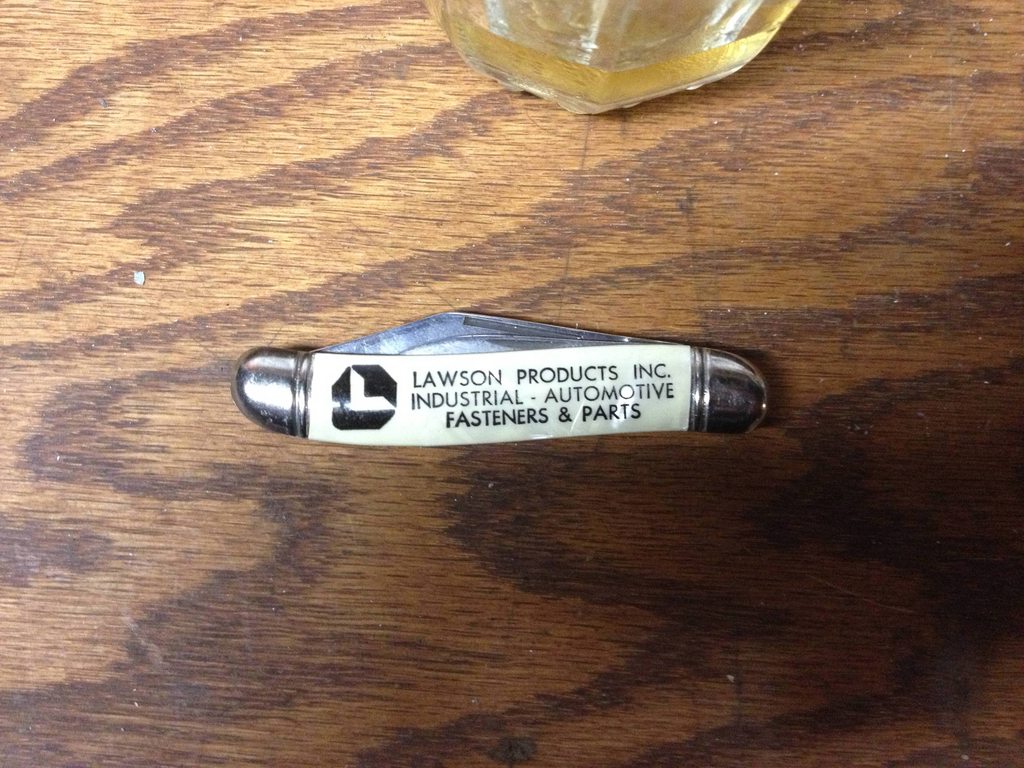 L
LAWSON PRODUCTS INC.
INDUSTRIAL - AUTOMOTIVE
FASTENERS & PARTS